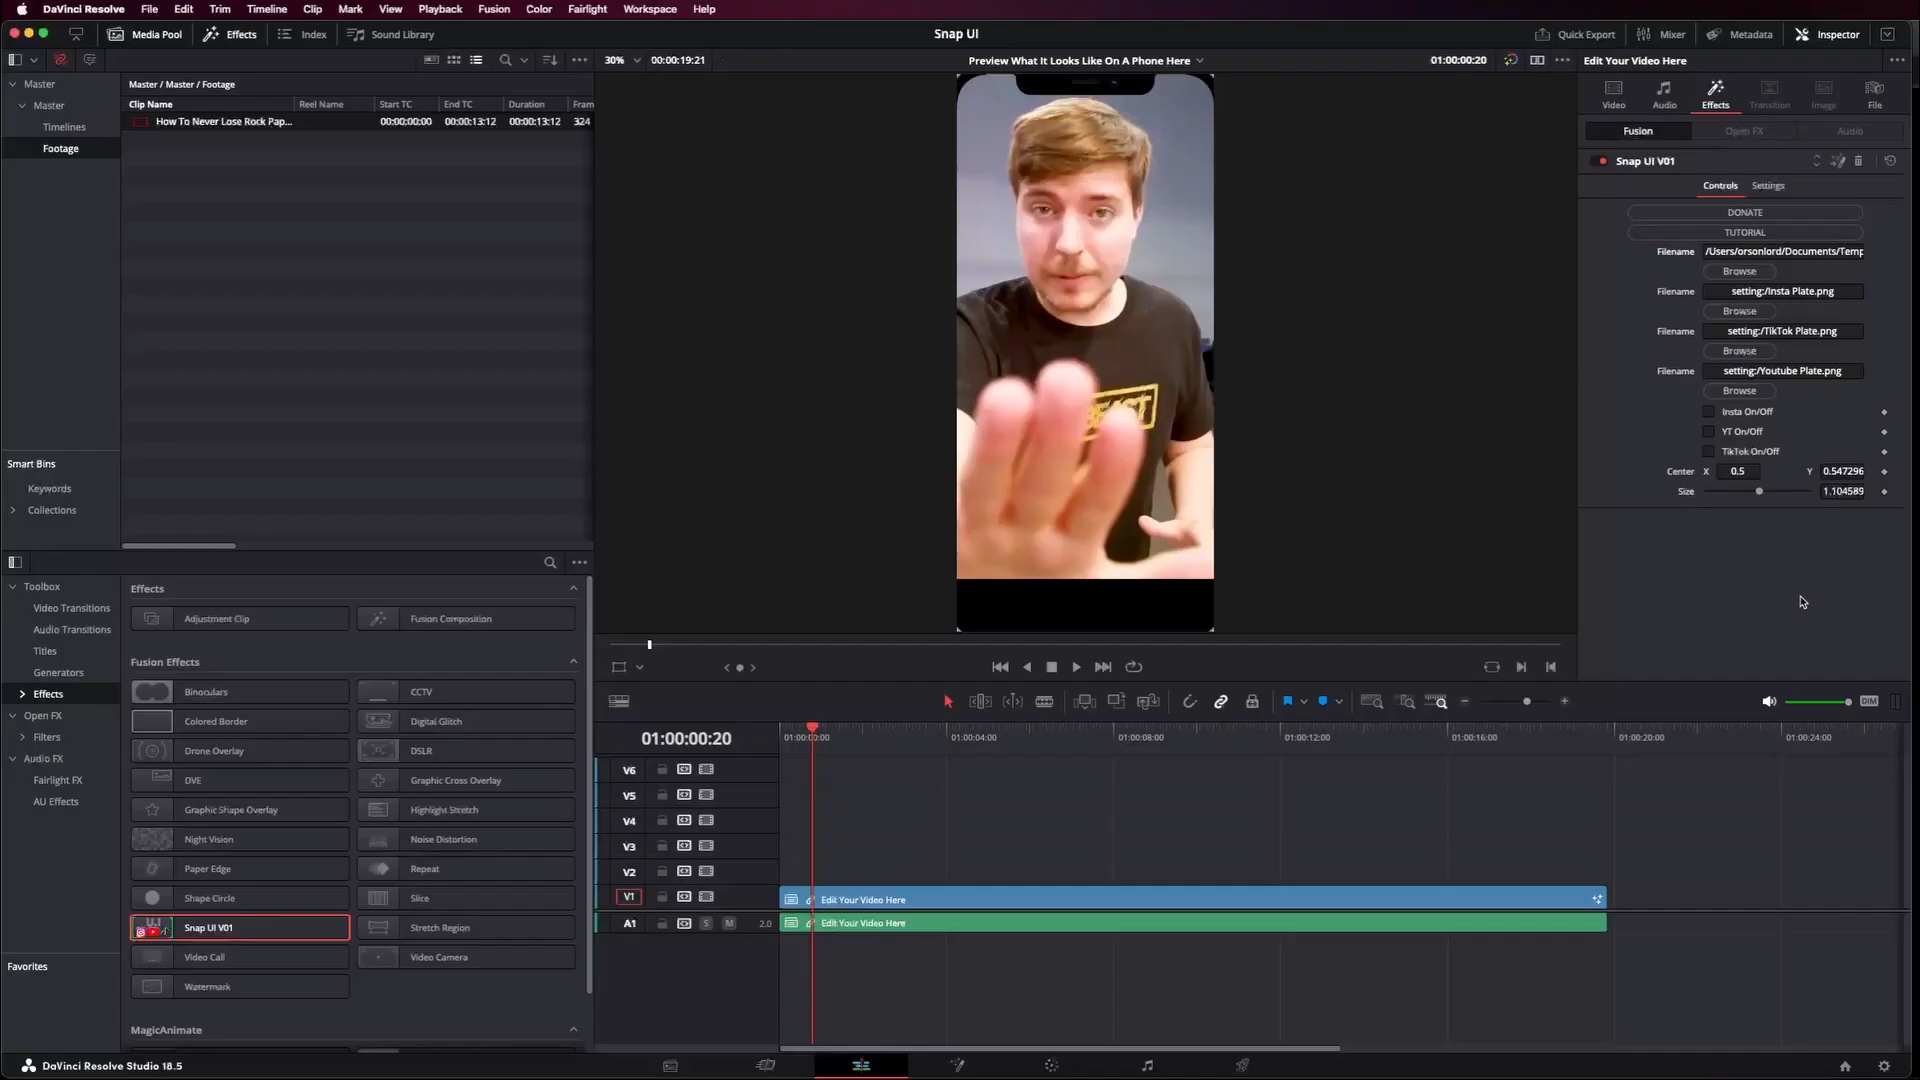 DaVinci Resolve File Edit Trim Timeline Clip Mark View Playback Fusion Color Fairlight Workspace Help
Media Pool Effects Index Sound Library
Snap UI
Quick Export Mixer Metadata Inspector
30% 00:00:19:21
Preview What It Looks Like On A Phone Here
01:00:00:20
Edit Your Video Here
Master
Master
Timelines
Footage
Master / Master / Footage
Clip Name Reel Name Start TC End TC Duration Fram
How To Never Lose Rock Pap... 00:00:00:00 00:00:13:12 00:00:13:12 324
Smart Bins
Keywords
Collections
Video Audio Effects Transition Image File
Fusion Open FX Audio
Snap UI V01
Controls Settings
DONATE
TUTORIAL
Filename /Users/orsonlord/Documents/Temp
Browse
Filename setting:/Insta Plate.png
Browse
Filename setting:/TikTok Plate.png
Browse
Filename setting:/Youtube Plate.png
Browse
Insta On/Off
YT On/Off
TikTok On/Off
Center X 0.5 Y 0.547296
Size 1.104589
Toolbox
Video Transitions
Audio Transitions
Titles
Generators
Effects
Open FX
Filters
Audio FX
Fairlight FX
AU Effects
Favorites
Effects
Adjustment Clip Fusion Composition
Fusion Effects
Binoculars CCTV
Colored Border Digital Glitch
Drone Overlay DSLR
DVE Graphic Cross Overlay
Graphic Shape Overlay Highlight Stretch
Night Vision Noise Distortion
Paper Edge Repeat
Shape Circle Slice
Snap UI V01 Stretch Region
Video Call Video Camera
Watermark
MagicAnimate
DIM
01:00:00:20
01:00:00:00 01:00:04:00 01:00:08:00 01:00:12:00 01:00:16:00 01:00:20:00 01:00:24:00
V6
V5
V4
V3
V2
V1 Edit Your Video Here
A1 S M 2.0 Edit Your Video Here
DaVinci Resolve Studio 18.5